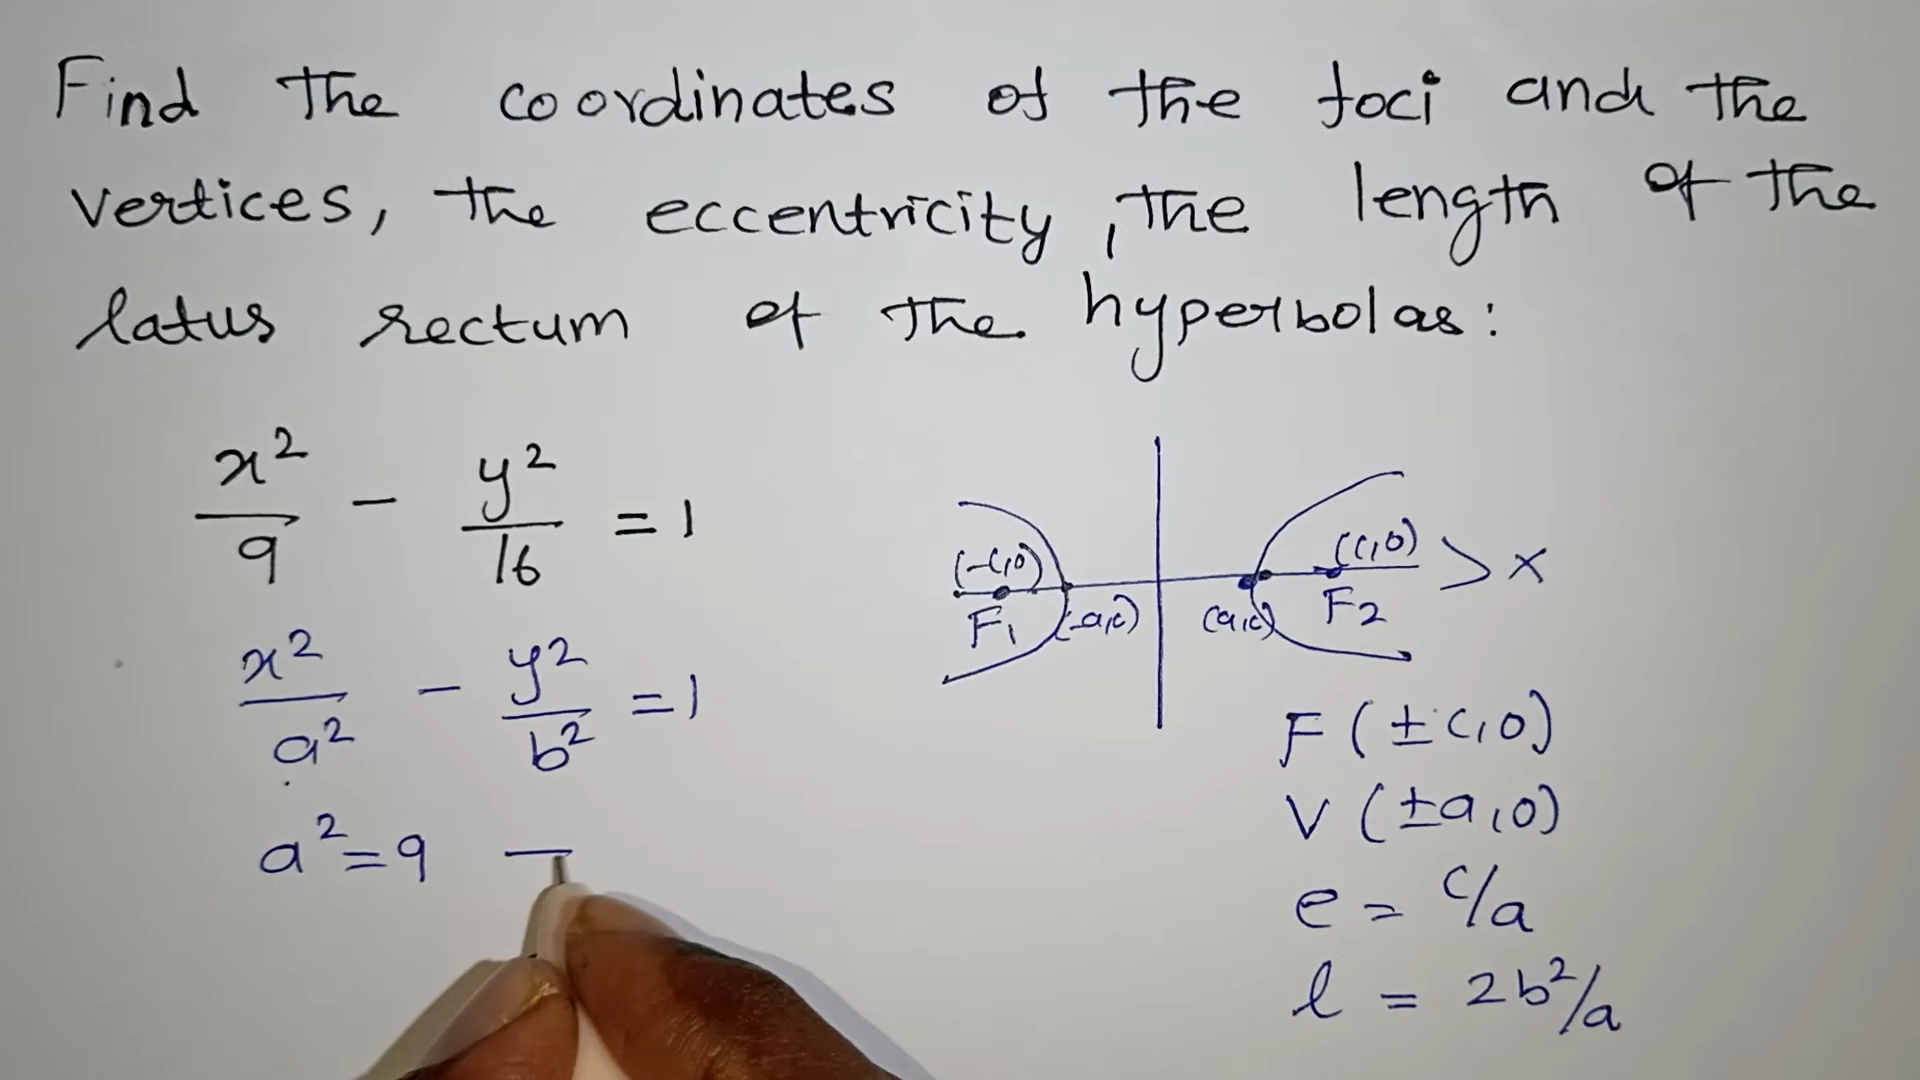 Find the coordinates of the foci and the
vertices, the eccentricity, the length of the
latus rectum of the hyperbolas:
x²/9 - y²/16 = 1
x²/a² - y²/b² = 1
a² = 9
(-c,0)
F₁
(-a,0)
(a,0)
(c,0)
F₂
> X
F (±c,0)
V (±a,0)
e = c/a
l = 2b²/a